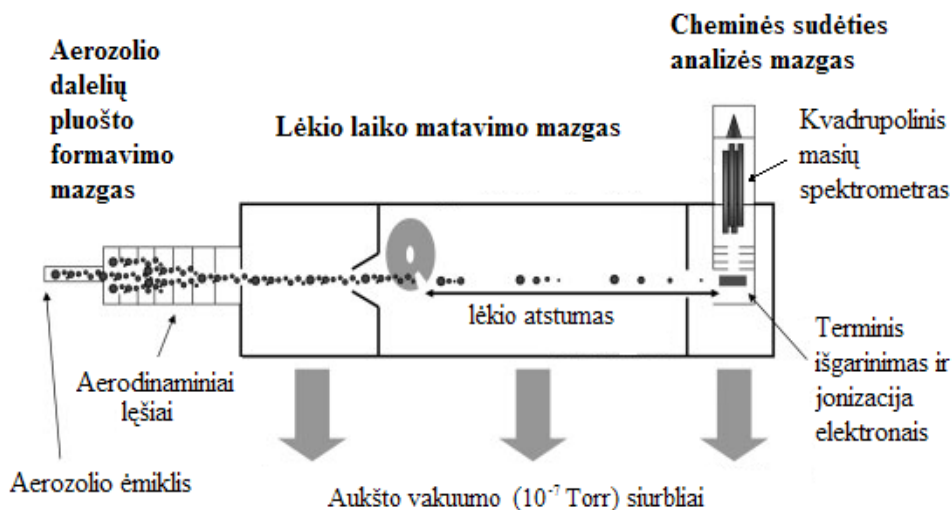 Aerozolio
dalelių
pluošto
formavimo
mazgas
Lėkio laiko matavimo mazgas
Cheminės sudėties
analizės mazgas
Kvadrupolinis
masių
spektrometras
lėkio atstumas
Terminis
išgarinimas ir
jonizacija
elektronais
Aerodinaminiai
lęšiai
Aerozolio ėmiklis
Aukšto vakuumo (10⁻⁷ Torr) siurbliai